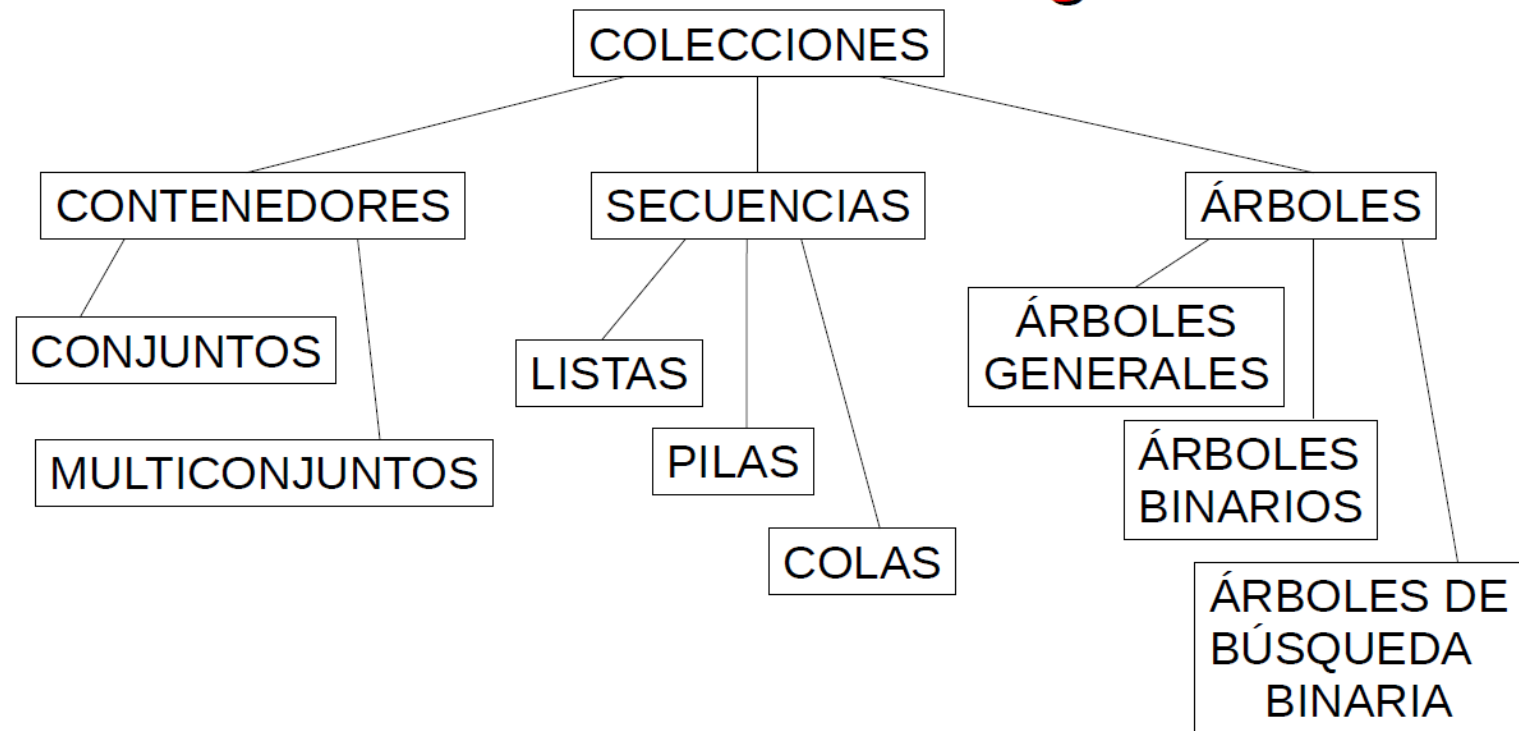 COLECCIONES
CONTENEDORES
SECUENCIAS
ÁRBOLES
CONJUNTOS
MULTICONJUNTOS
LISTAS
PILAS
COLAS
ÁRBOLES
GENERALES
ÁRBOLES
BINARIOS
ÁRBOLES DE
BÚSQUEDA
BINARIA